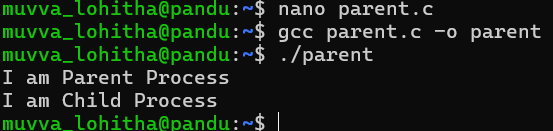 muvva_lohitha@pandu:~$ nano parent.c
muvva_lohitha@pandu:~$ gcc parent.c -o parent
muvva_lohitha@pandu:~$ ./parent
I am Parent Process
I am Child Process
muvva_lohitha@pandu:~$